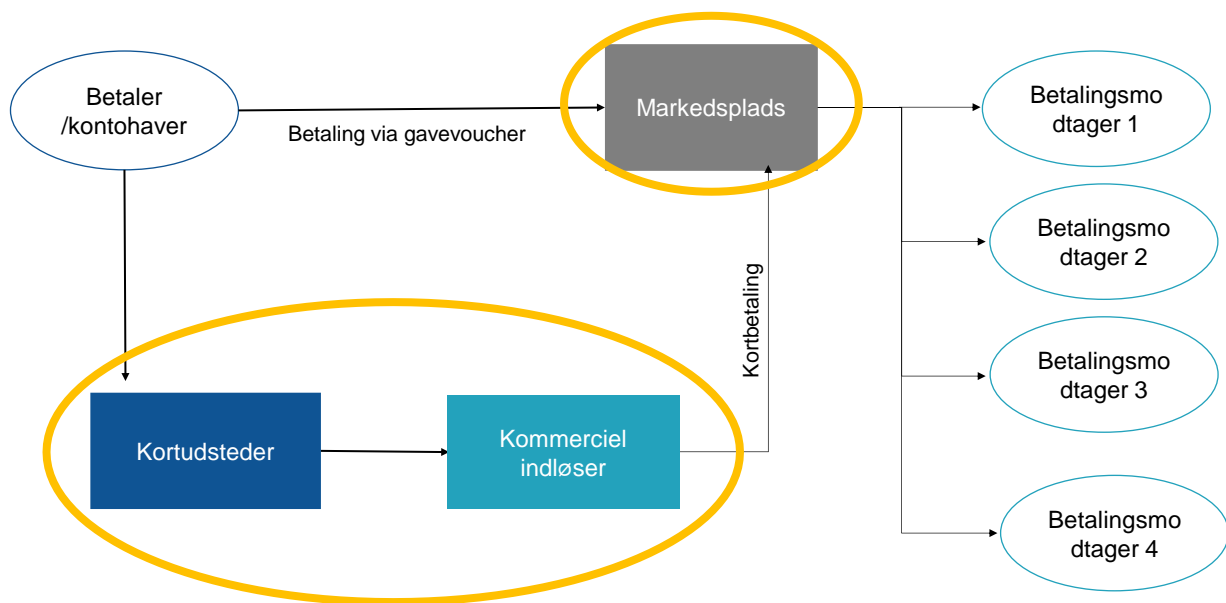 Betaler
/kontohaver
Betaling via gavevoucher
Markedsplads
Betalingsmo
dtager 1
Betalingsmo
dtager 2
Kortbetaling
Betalingsmo
dtager 3
Kortudsteder
Kommerciel
indløser
Betalingsmo
dtager 4